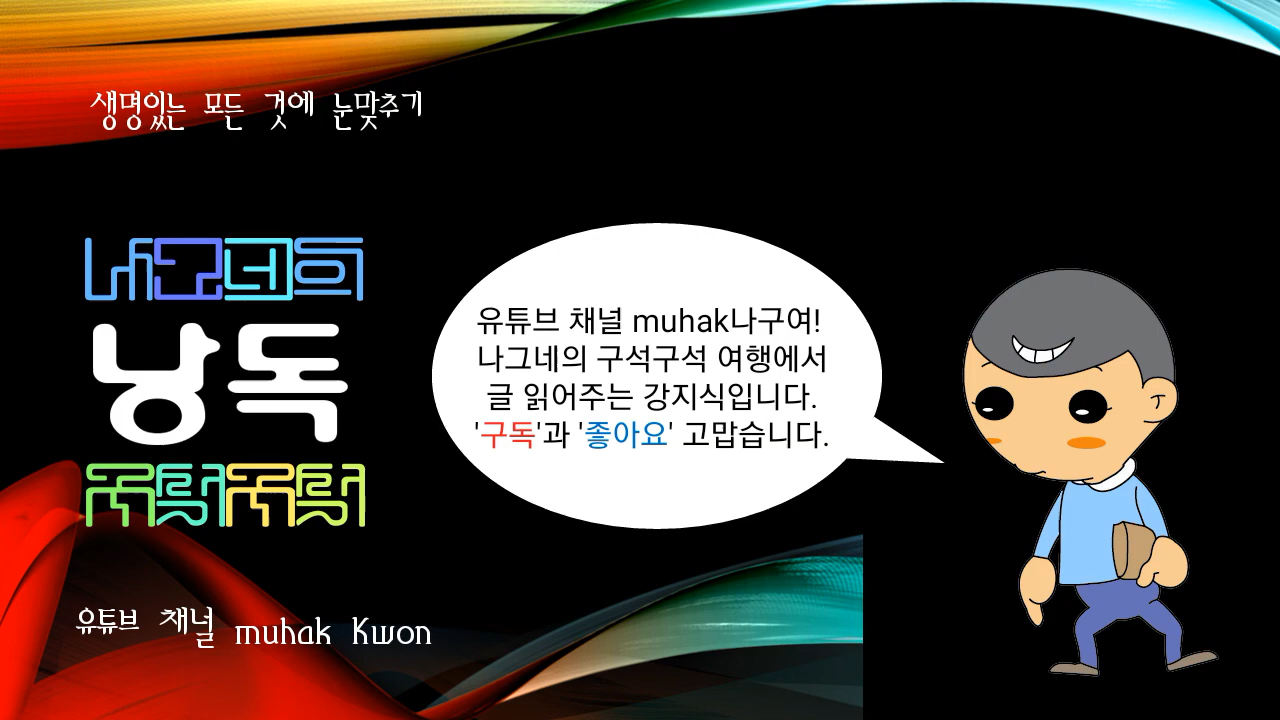 생명있는 모든 것에 눈맞추기
나그네의
낭독
구석구석
유튜브 채널 muhak나구여!
나그네의 구석구석 여행에서
글 읽어주는 강지식입니다.
'구독'과 '좋아요' 고맙습니다.
유튜브 채널 muhak Kwon